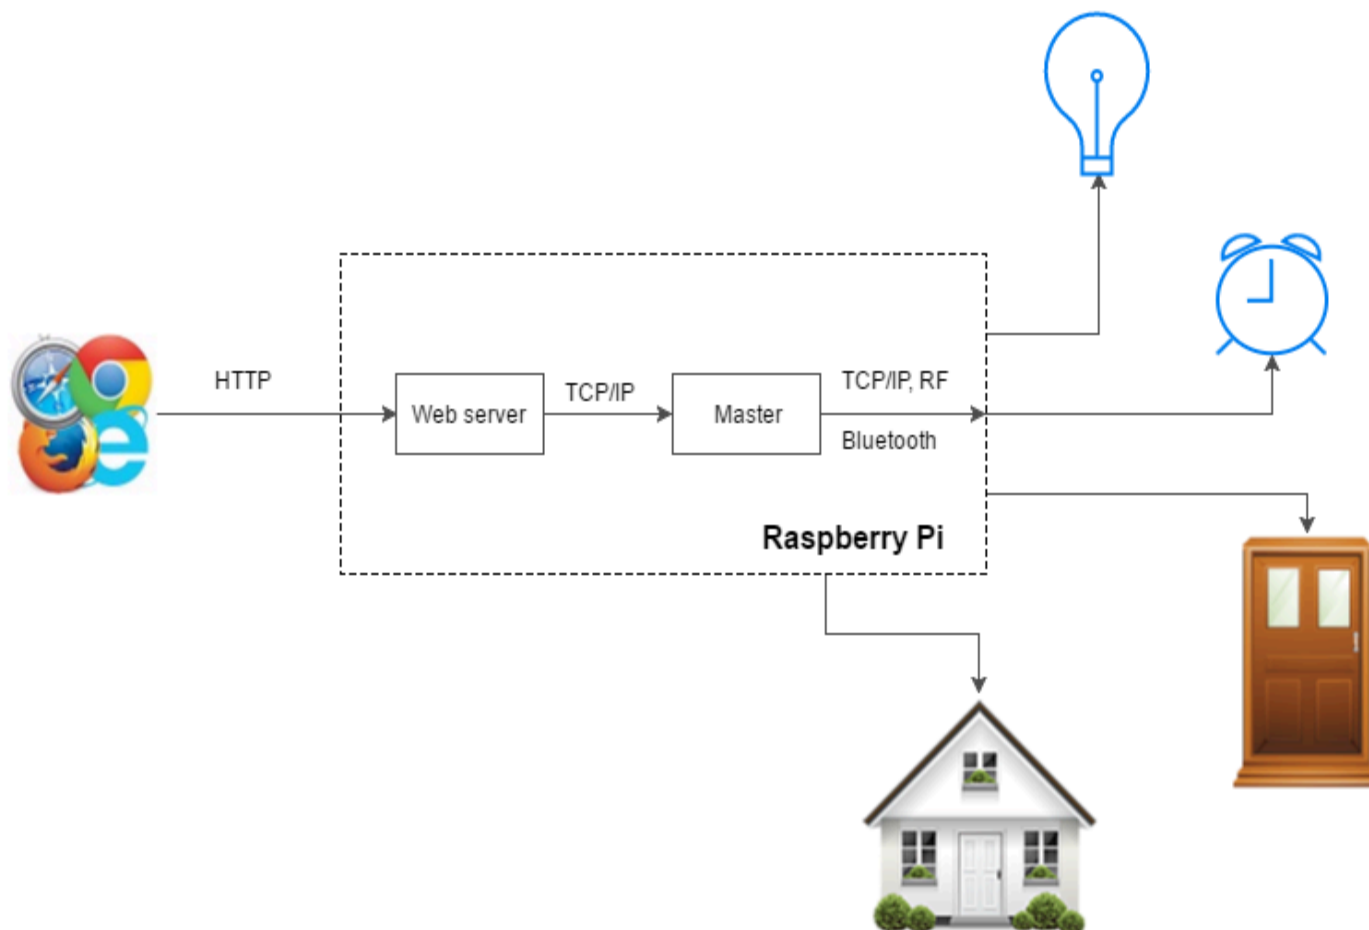 HTTP
Web server
TCP/IP
Master
TCP/IP, RF
Bluetooth
Raspberry Pi